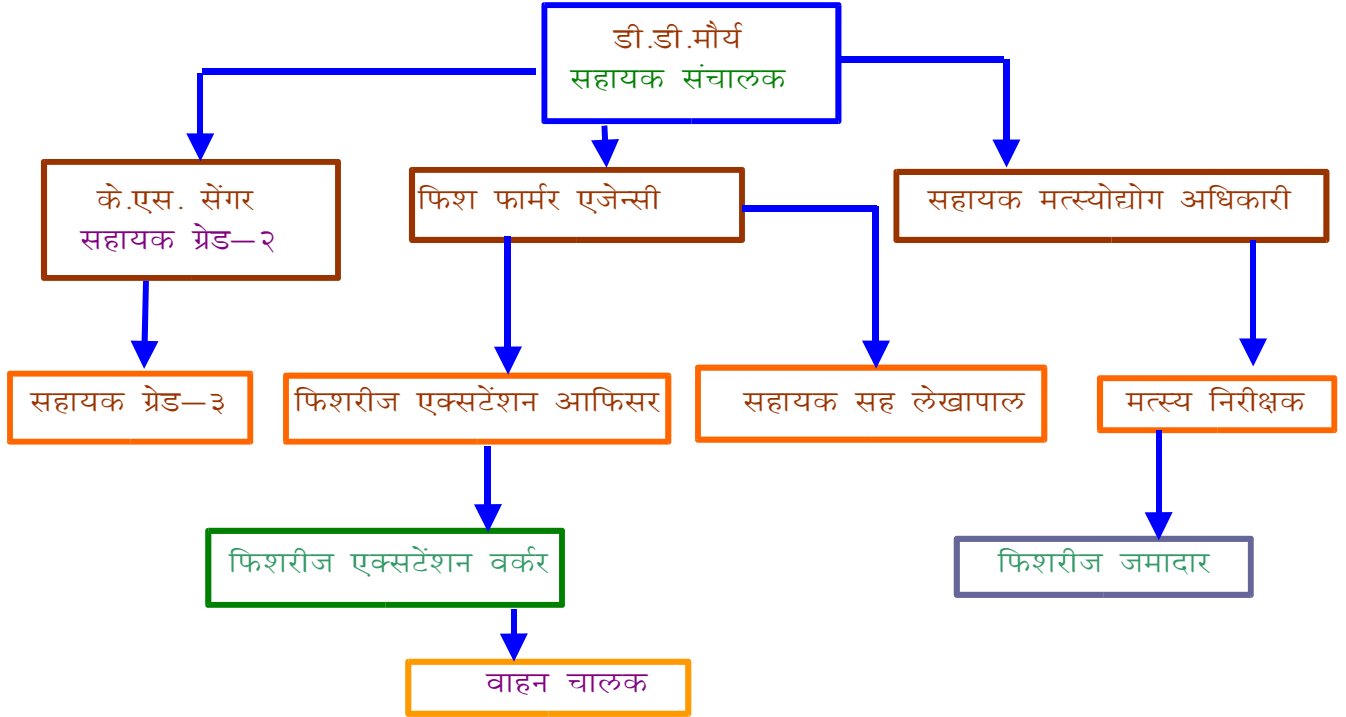 डी.डी.मौर्य
सहायक संचालक
के.एस. सेंगर
सहायक ग्रेड–२
फिश फार्मर एजेन्सी
सहायक मत्स्योद्योग अधिकारी
सहायक ग्रेड–३
फिशरीज एक्सटेंशन आफिसर
सहायक सह लेखापाल
मत्स्य निरीक्षक
फिशरीज एक्सटेंशन वर्कर
फिशरीज जमादार
वाहन चालक